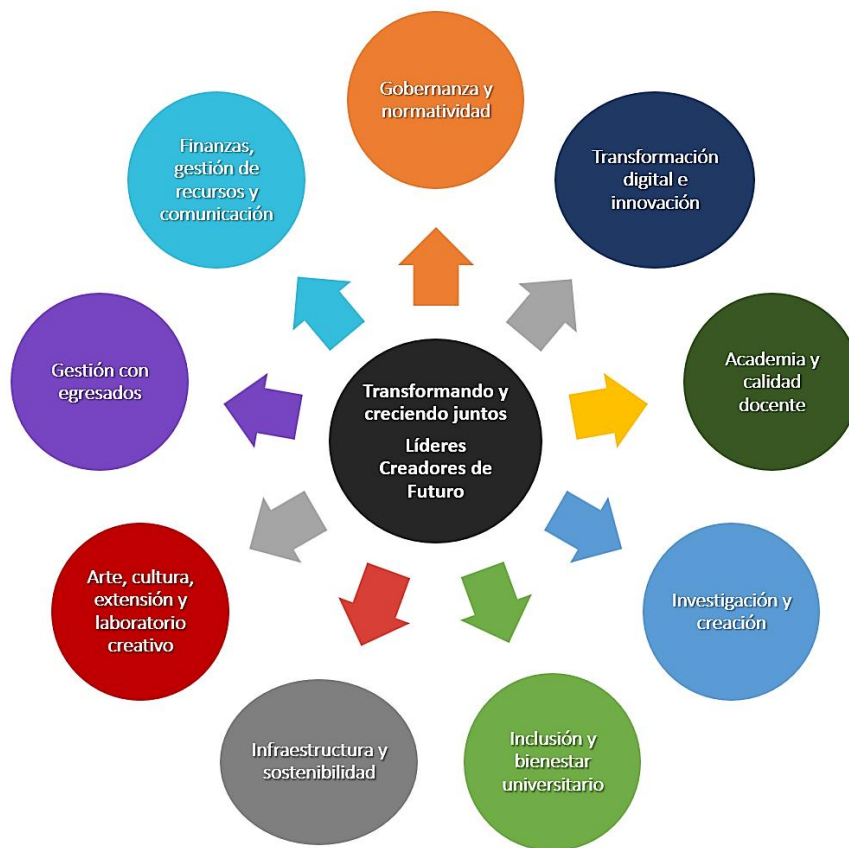 Gobernanza y
normatividad
Transformación
digital e
innovación
Academia y
calidad
docente
Investigación y
creación
Inclusión y
bienestar
universitario
Infraestructura y
sostenibilidad
Arte, cultura,
extensión y
laboratorio
creativo
Gestión con
egresados
Finanzas,
gestión de
recursos y
comunicación
Transformando y
creciendo juntos
Líderes
Creadores de
Futuro